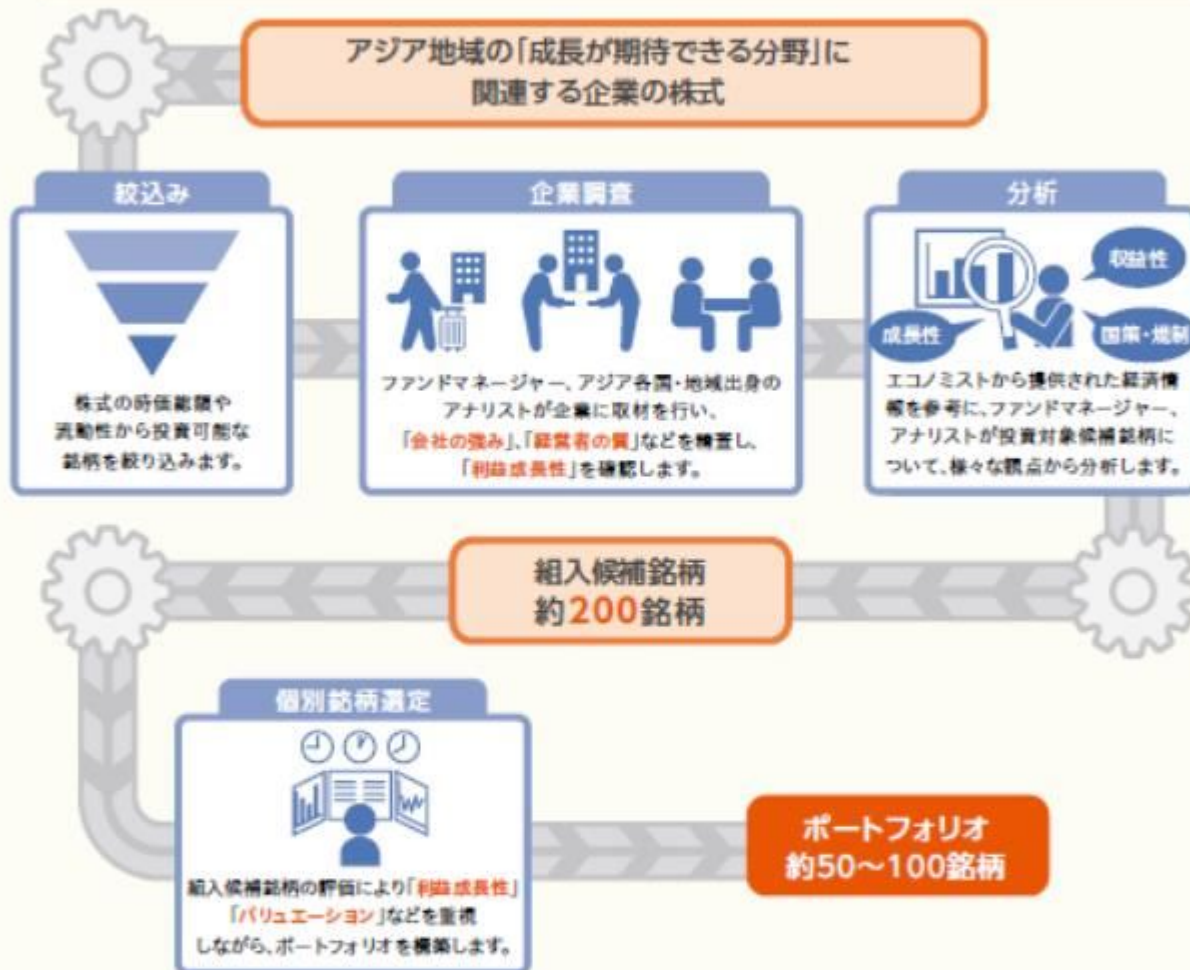 アジア地域の「成長が期待できる分野」に
関連する企業の株式
絞込み
株式の時価総額や
流動性から投資可能な
銘柄を絞り込みます。
企業調査
ファンドマネージャー、アジア各国・地域出身の
アナリストが企業に取材を行い、
「会社の強み」、「経営者の質」などを精査し、
「利益成長性」を確認します。
分析
収益性
成長性
国策・規制
エコノミストから提供された経済情
報を参考に、ファンドマネージャー、
アナリストが投資対象候補銘柄に
ついて、様々な観点から分析します。
組入候補銘柄
約200銘柄
個別銘柄選定
組入候補銘柄の評価により「利益成長性」
「バリュエーション」などを重視
しながら、ポートフォリオを構築します。
ポートフォリオ
約50～100銘柄